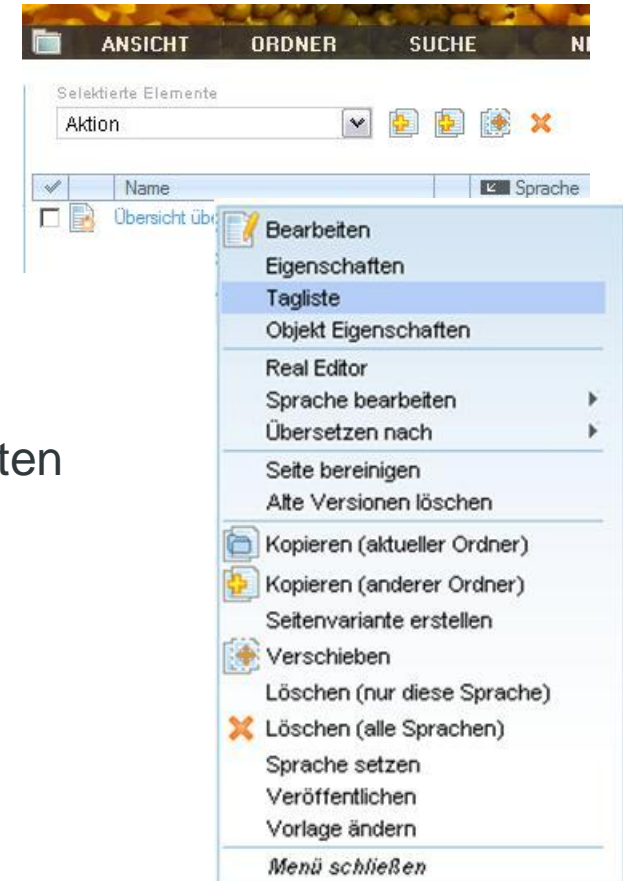 ANSICHT ORDNER SUCHE
Selektierte Elemente
Aktion
Name Sprache
Übersicht
Bearbeiten
Eigenschaften
Tagliste
Objekt Eigenschaften
Real Editor
Sprache bearbeiten
Übersetzen nach
ten
Seite bereinigen
Alte Versionen löschen
Kopieren (aktueller Ordner)
Kopieren (anderer Ordner)
Seitenvariante erstellen
Verschieben
Löschen (nur diese Sprache)
Löschen (alle Sprachen)
Sprache setzen
Veröffentlichen
Vorlage ändern
Menü schließen